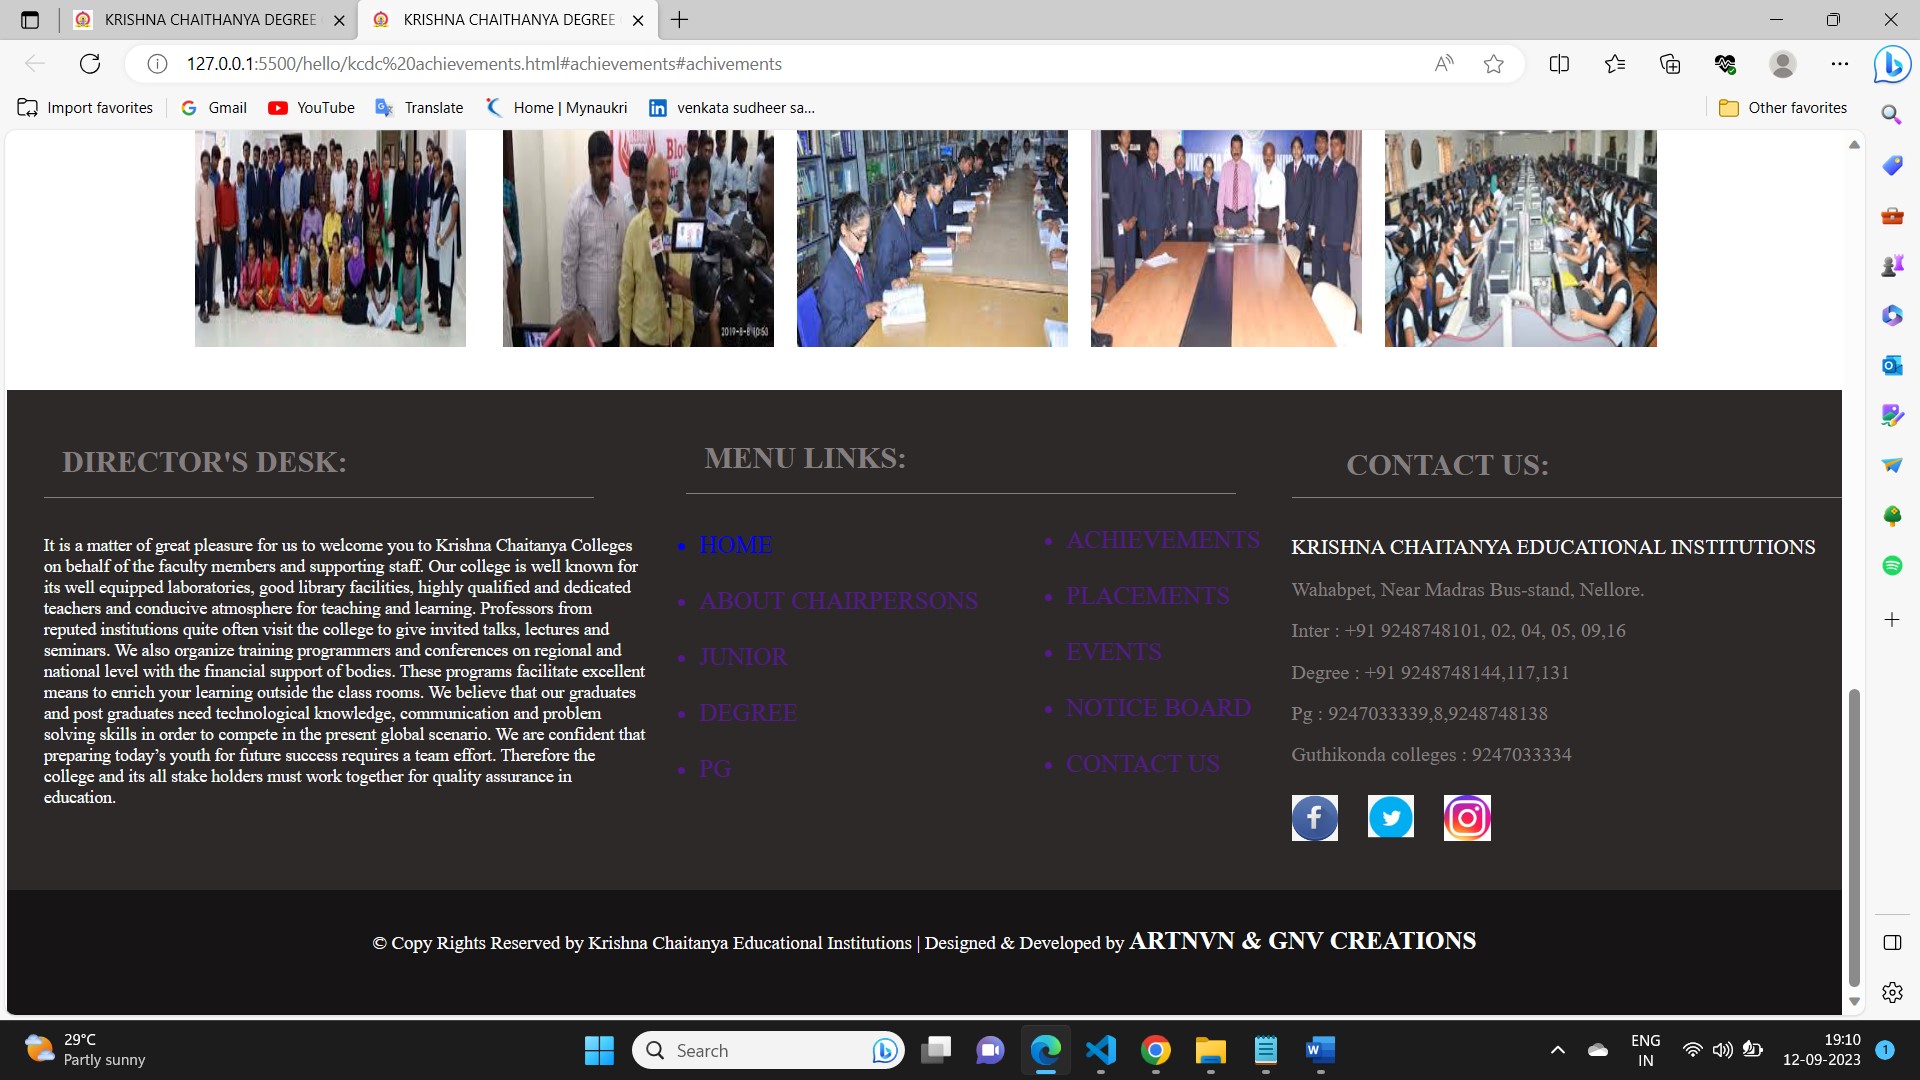 KRISHNA CHAITHANYA DEGREE
KRISHNA CHAITHANYA DEGREE
127.0.0.1:5500/hello/kcdc%20achievements.html#achievements#achivements
Import favorites
Gmail
YouTube
Translate
Home | Mynaukri
venkata sudheer sa...
Other favorites
Bloo
2019-8-8 10:53
DIRECTOR'S DESK:
It is a matter of great pleasure for us to welcome you to Krishna Chaitanya Colleges
on behalf of the faculty members and supporting staff. Our college is well known for
its well equipped laboratories, good library facilities, highly qualified and dedicated
teachers and conducive atmosphere for teaching and learning. Professors from
reputed institutions quite often visit the college to give invited talks, lectures and
seminars. We also organize training programmers and conferences on regional and
national level with the financial support of bodies. These programs facilitate excellent
means to enrich your learning outside the class rooms. We believe that our graduates
and post graduates need technological knowledge, communication and problem
solving skills in order to compete in the present global scenario. We are confident that
preparing today’s youth for future success requires a team effort. Therefore the
college and its all stake holders must work together for quality assurance in
education.
MENU LINKS:
• HOME
• ABOUT CHAIRPERSONS
• JUNIOR
• DEGREE
• PG
• ACHIEVEMENTS
• PLACEMENTS
• EVENTS
• NOTICE BOARD
• CONTACT US
CONTACT US:
KRISHNA CHAITANYA EDUCATIONAL INSTITUTIONS
Wahabpet, Near Madras Bus-stand, Nellore.
Inter : +91 9248748101, 02, 04, 05, 09,16
Degree : +91 9248748144,117,131
Pg : 9247033339,8,9248748138
Guthikonda colleges : 9247033334
© Copy Rights Reserved by Krishna Chaitanya Educational Institutions | Designed & Developed by ARTNVN & GNV CREATIONS
29°C
Partly sunny
Search
ENG
IN
19:10
12-09-2023
1